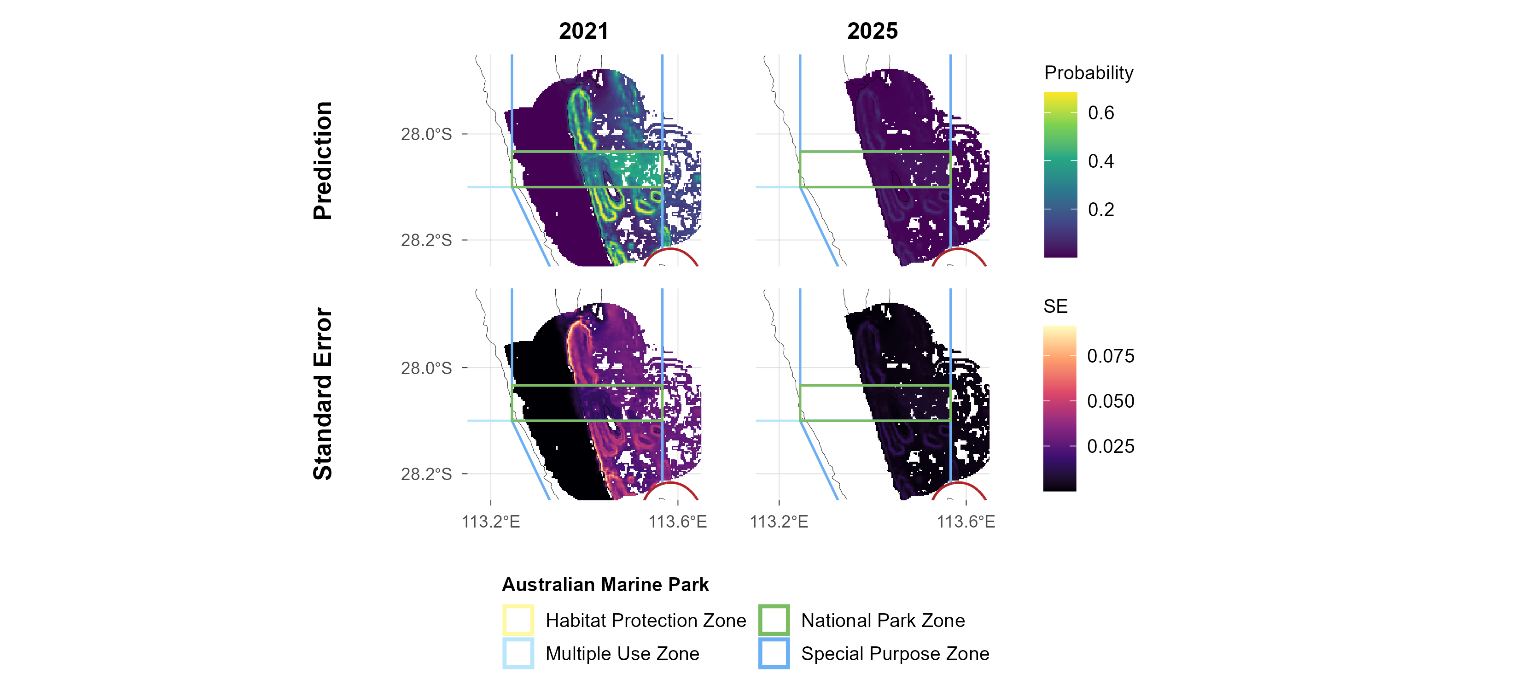 2021
2025
Prediction
28.0°S
28.2°S
Probability
0.6
0.4
0.2
Standard Error
28.0°S
28.2°S
SE
0.075
0.050
0.025
113.2°E
113.6°E
113.2°E
113.6°E
Australian Marine Park
Habitat Protection Zone
National Park Zone
Multiple Use Zone
Special Purpose Zone